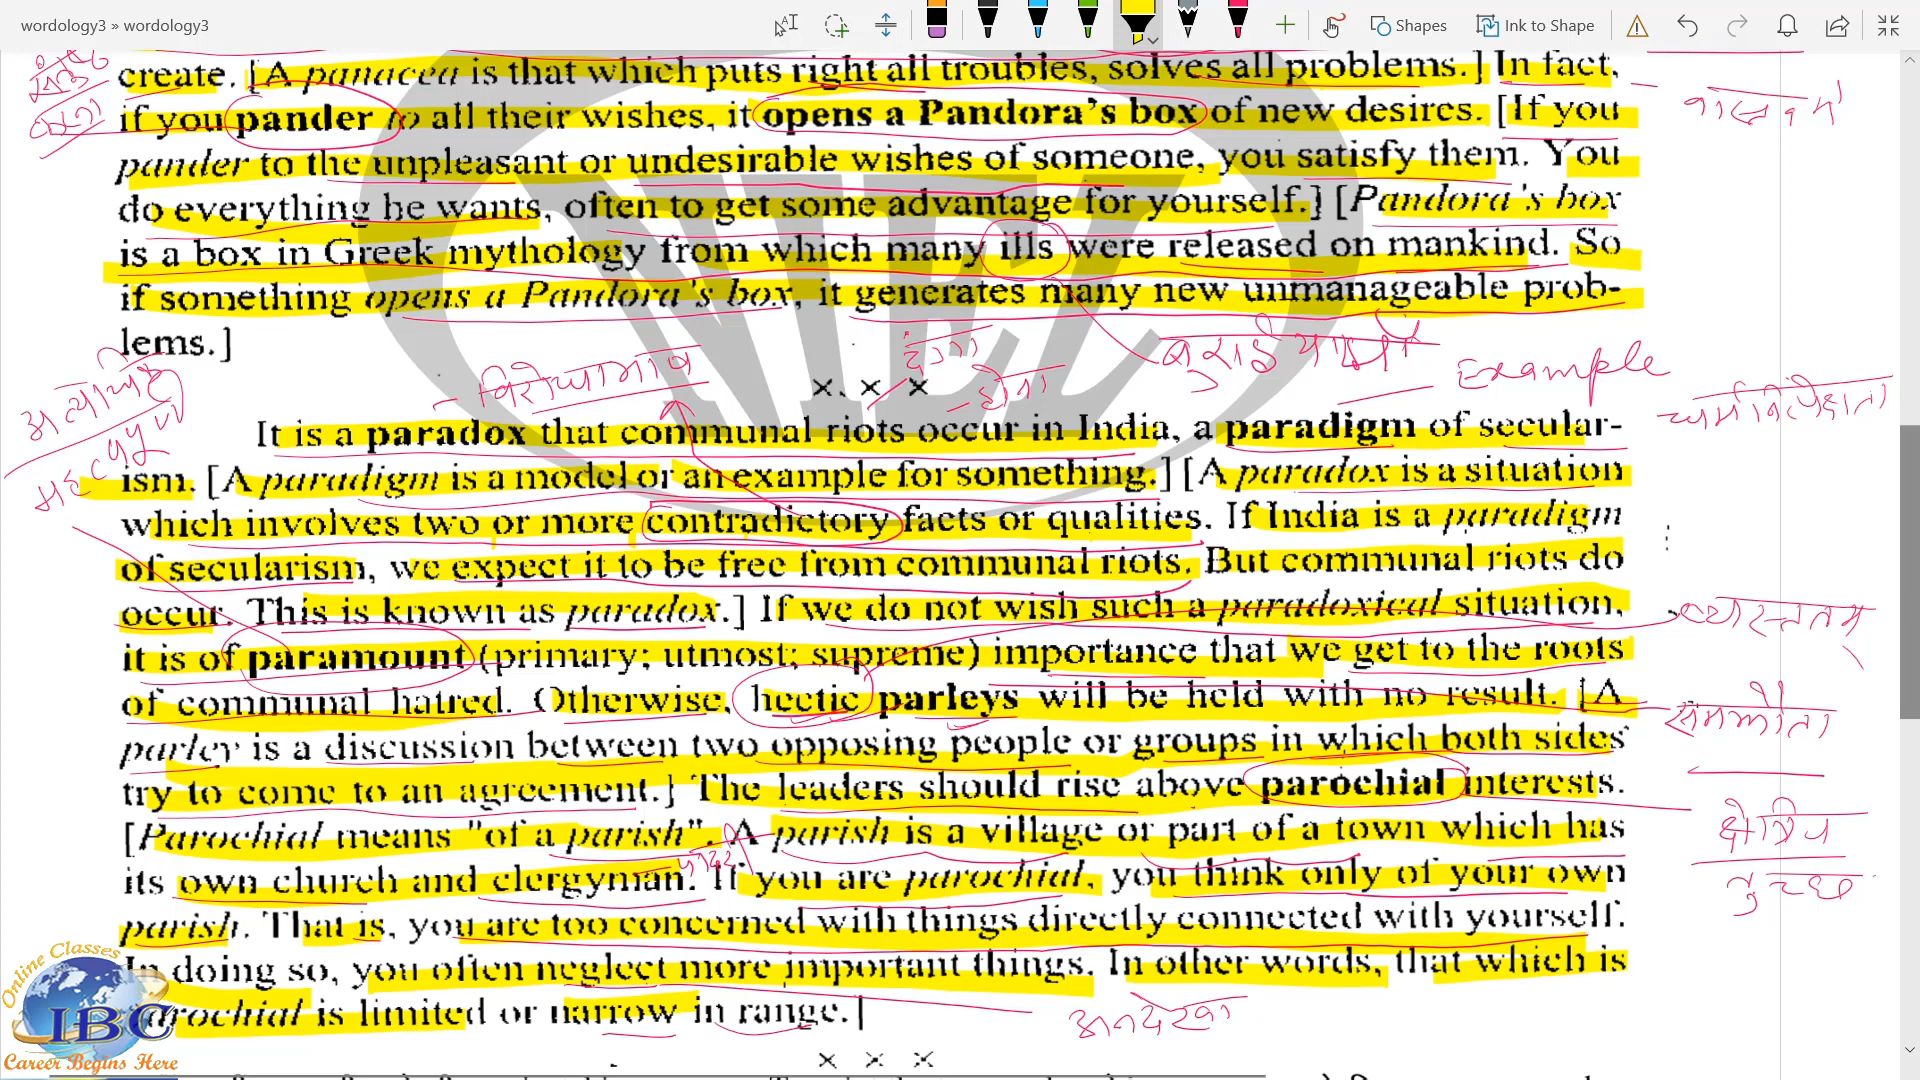 wordology3 » wordology3
Shapes
Ink to Shape
create. [A panacea is that which puts right all troubles, solves all problems.] In fact,
if you pander to all their wishes, it opens a Pandora's box of new desires. [If you
pander to the unpleasant or undesirable wishes of someone, you satisfy them. You
do everything he wants, often to get some advantage for yourself.] [Pandora's box
is a box in Greek mythology from which many ills were released on mankind. So
if something opens a Pandora's box, it generates many new unmanageable prob-
lems.]
Example
x x x
It is a paradox that communal riots occur in India, a paradigm of secular-
ism. [A paradigm is a model or an example for something.] [A paradox is a situation
which involves two or more contradictory facts or qualities. If India is a paradigm
of secularism, we expect it to be free from communal riots. But communal riots do
occur. This is known as paradox.] If we do not wish such a paradoxical situation,
it is of paramount (primary; utmost; supreme) importance that we get to the roots
of communal hatred. Otherwise, hectic parleys will be held with no result. [A
parley is a discussion between two opposing people or groups in which both sides
try to come to an agreement.] The leaders should rise above parochial interests.
[Parochial means "of a parish". A parish is a village or part of a town which has
its own church and clergyman. If you are parochial, you think only of your own
parish. That is, you are too concerned with things directly connected with yourself.
In doing so, you often neglect more important things. In other words, that which is
parochial is limited or narrow in range.]
अनदेखा
x x x
Online Classes
IBC
Career Begins Here